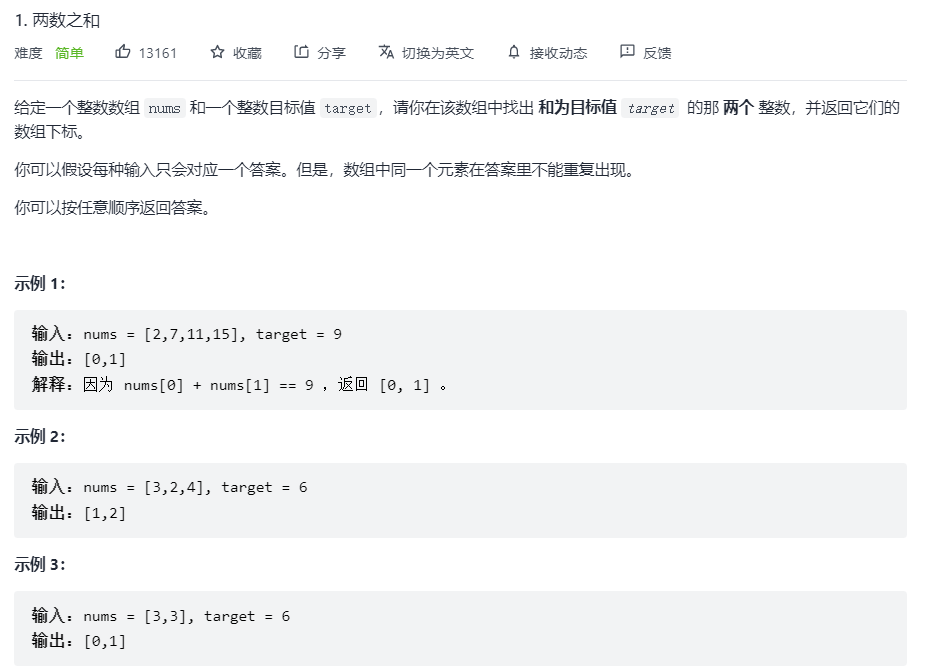 1. 两数之和
难度 简单 13161 收藏 分享 切换为英文 接收动态 反馈
给定一个整数数组 nums 和一个整数目标值 target，请你在该数组中找出 和为目标值 target 的那 两个 整数，并返回它们的
数组下标。
你可以假设每种输入只会对应一个答案。但是，数组中同一个元素在答案里不能重复出现。
你可以按任意顺序返回答案。
示例 1：
输入：nums = [2,7,11,15], target = 9
输出：[0,1]
解释：因为 nums[0] + nums[1] == 9 ，返回 [0, 1] 。
示例 2：
输入：nums = [3,2,4], target = 6
输出：[1,2]
示例 3：
输入：nums = [3,3], target = 6
输出：[0,1]